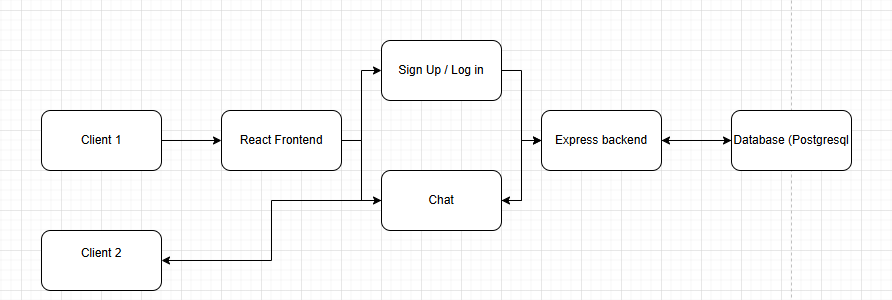 Sign Up / Log in
Client 1
React Frontend
Express backend
Database (Postgresql
Chat
Client 2